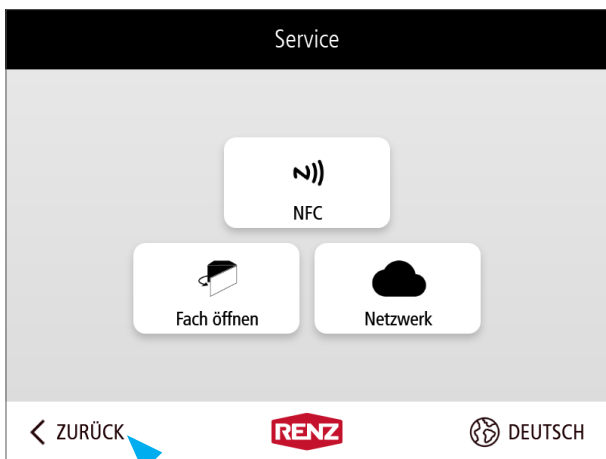 Service
NFC
Fach öffnen
Netzwerk
ZURÜCK
RENZ
DEUTSCH